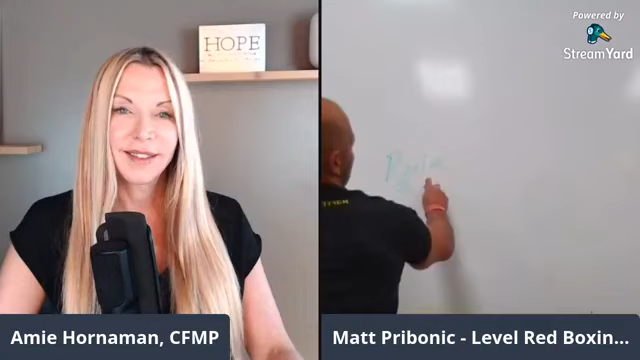 Powered by
StreamYard
HOPE
Amie Hornaman, CFMP
Matt Pribonic - Level Red Boxin...